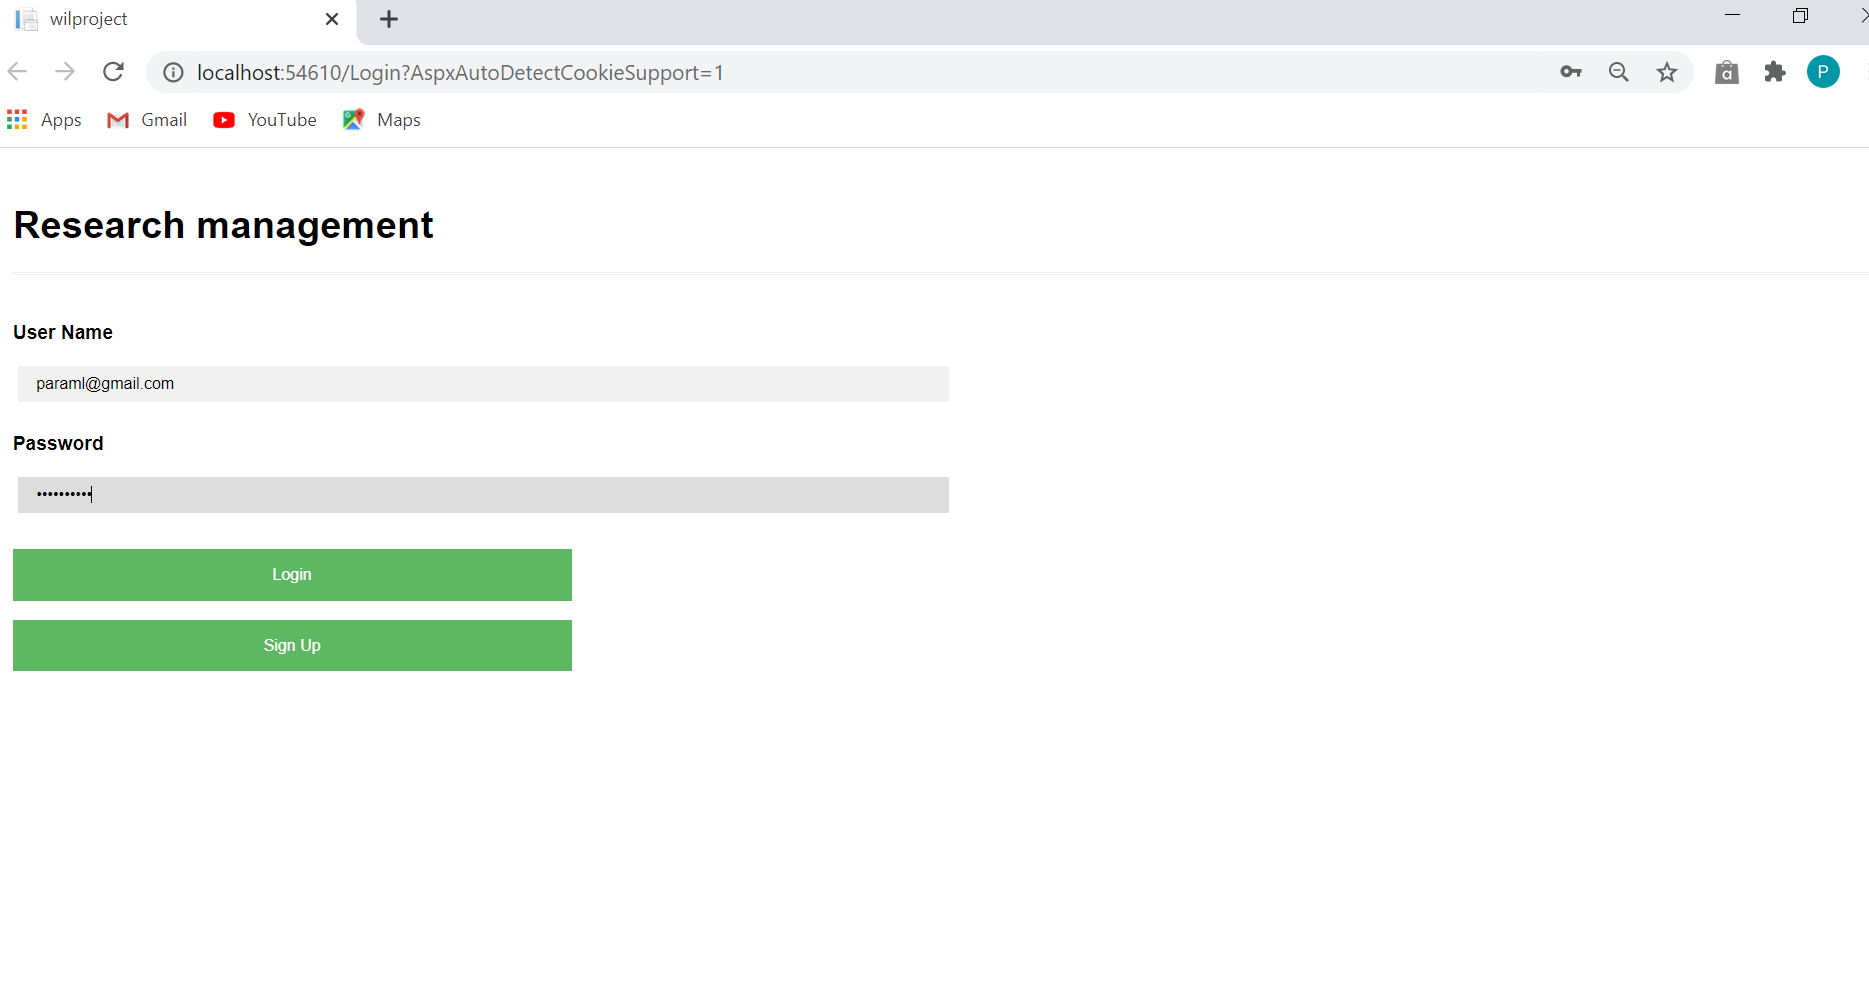 wilproject
localhost:54610/Login?AspxAutoDetectCookieSupport=1
a
P
Apps Gmail YouTube Maps
Research management
User Name
paraml@gmail.com
Password
••••••••••
Login
Sign Up